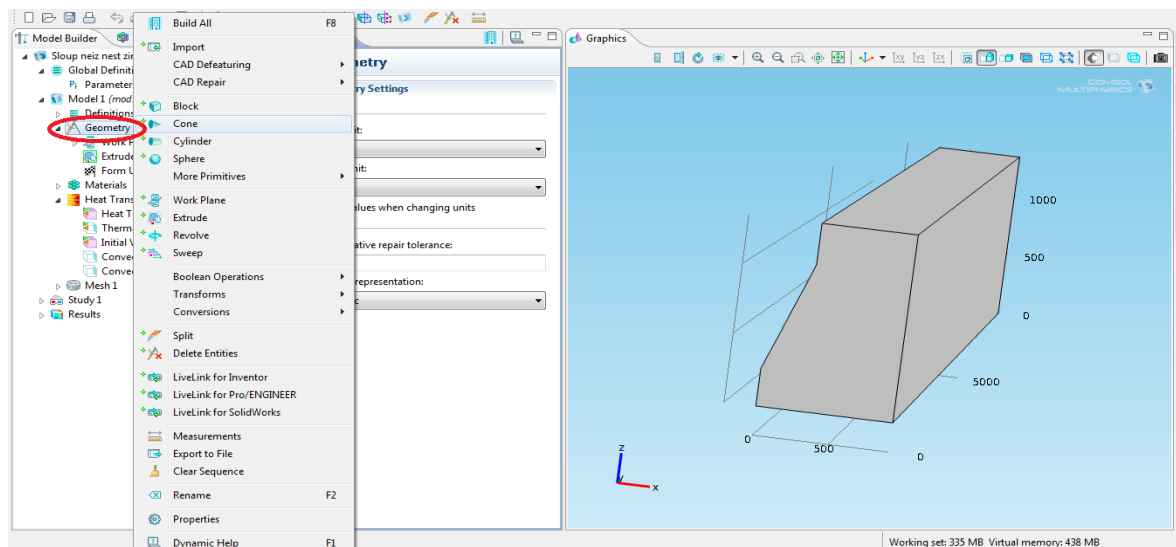 Model Builder
Sloup neiz nest zin
Global Definiti
Pi Parameter
Model 1 (mod
Definitions
Geometry
Work P
Extrude
Form U
Materials
Heat Trans
Heat T
Therm
Initial V
Conve
Conve
Mesh 1
Study 1
Results
Build All F8
Import
CAD Defeaturing
CAD Repair
Block
Cone
Cylinder
Sphere
More Primitives
Work Plane
Extrude
Revolve
Sweep
Boolean Operations
Transforms
Conversions
Split
Delete Entities
LiveLink for Inventor
LiveLink for Pro/ENGINEER
LiveLink for SolidWorks
Measurements
Export to File
Clear Sequence
Rename F2
Properties
Dynamic Help F1
metry
ry Settings
it:
nit:
alues when changing units
ative repair tolerance:
representation:
c
Graphics
COMSOL
MULTIPHYSICS
1000
500
0
5000
0
500
0
z
y
x
Working set: 335 MB Virtual memory: 438 MB